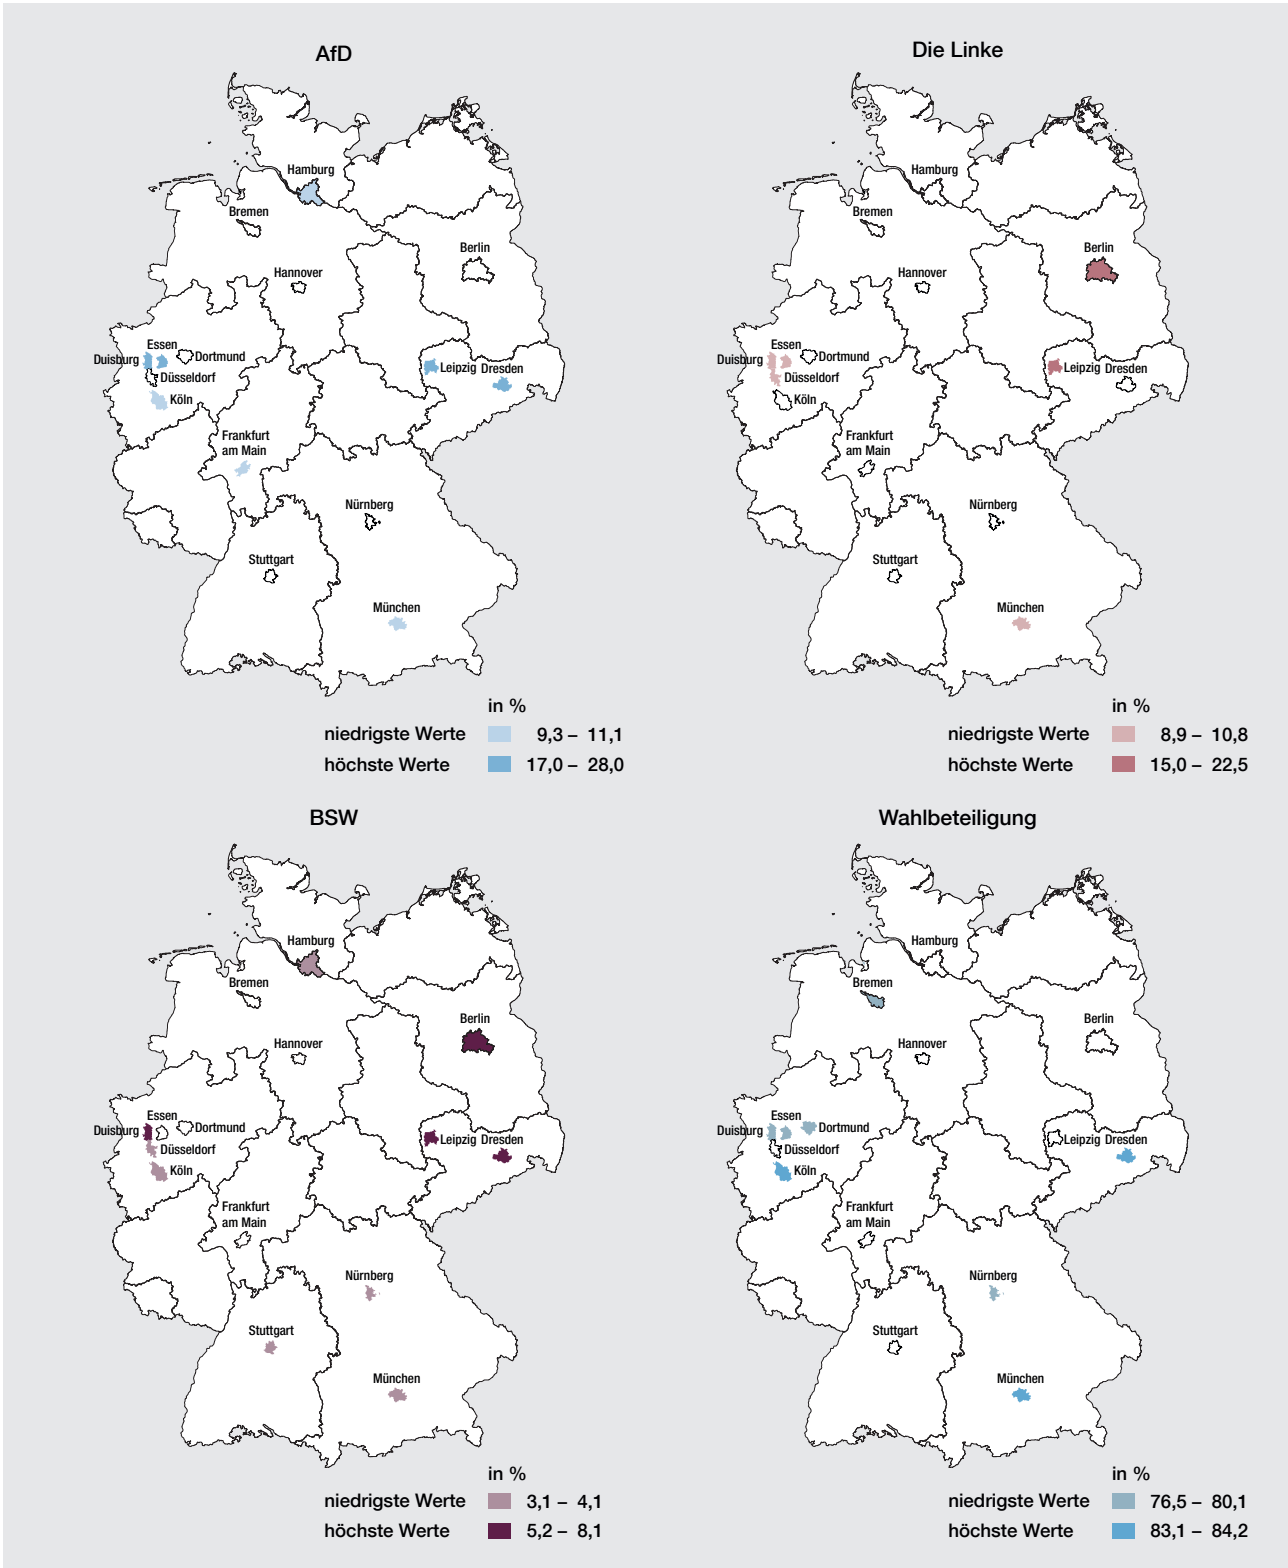 AfD
Hamburg
Bremen
Berlin
Hannover
Essen
Duisburg
Dortmund
Düsseldorf
Leipzig
Dresden
Köln
Frankfurt
am Main
Nürnberg
Stuttgart
München
in %
niedrigste Werte 9,3 – 11,1
höchste Werte 17,0 – 28,0
Die Linke
Hamburg
Bremen
Berlin
Hannover
Essen
Duisburg
Dortmund
Düsseldorf
Leipzig
Dresden
Köln
Frankfurt
am Main
Nürnberg
Stuttgart
München
in %
niedrigste Werte 8,9 – 10,8
höchste Werte 15,0 – 22,5
BSW
Hamburg
Bremen
Berlin
Hannover
Essen
Duisburg
Dortmund
Düsseldorf
Leipzig
Dresden
Köln
Frankfurt
am Main
Nürnberg
Stuttgart
München
in %
niedrigste Werte 3,1 – 4,1
höchste Werte 5,2 – 8,1
Wahlbeteiligung
Hamburg
Bremen
Berlin
Hannover
Essen
Duisburg
Dortmund
Düsseldorf
Leipzig
Dresden
Köln
Frankfurt
am Main
Nürnberg
Stuttgart
München
in %
niedrigste Werte 76,5 – 80,1
höchste Werte 83,1 – 84,2